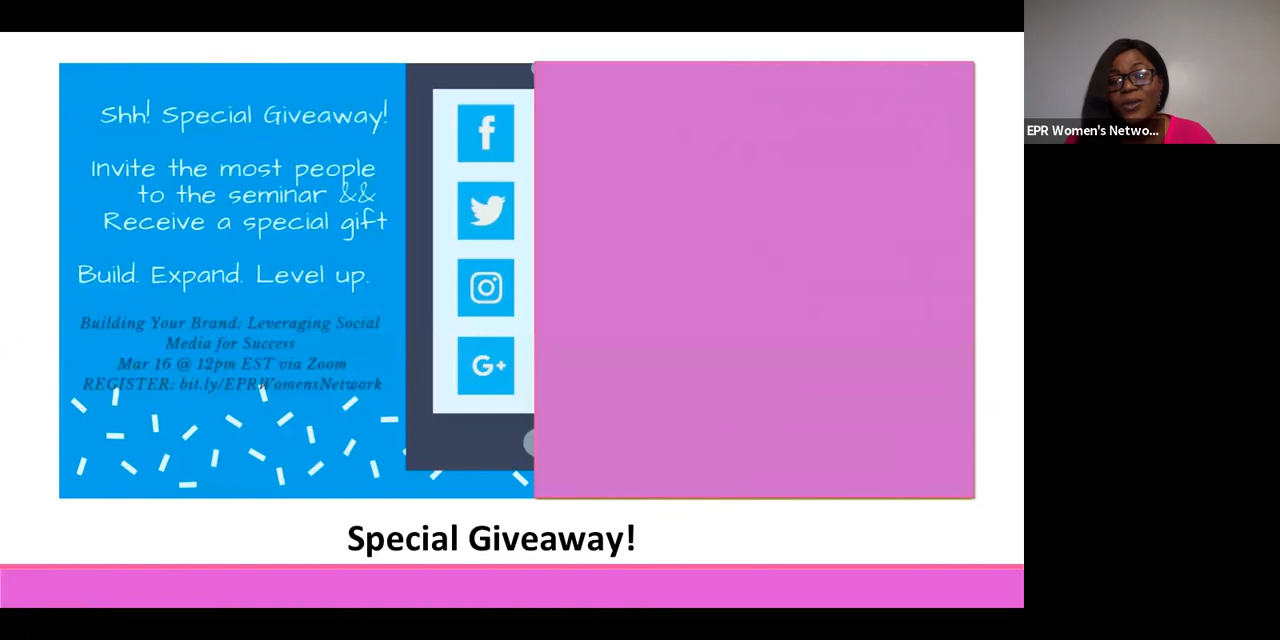 Shh! Special Giveaway!
Invite the most people
to the seminar &&
Receive a special gift
Build. Expand. Level up.
Building Your Brand: Leveraging Social
Media for Success
Mar 16 @ 12pm EST via Zoom
REGISTER: bit.ly/EPRWomensNetwork
f
G+
Special Giveaway!
EPR Women's Netwo...